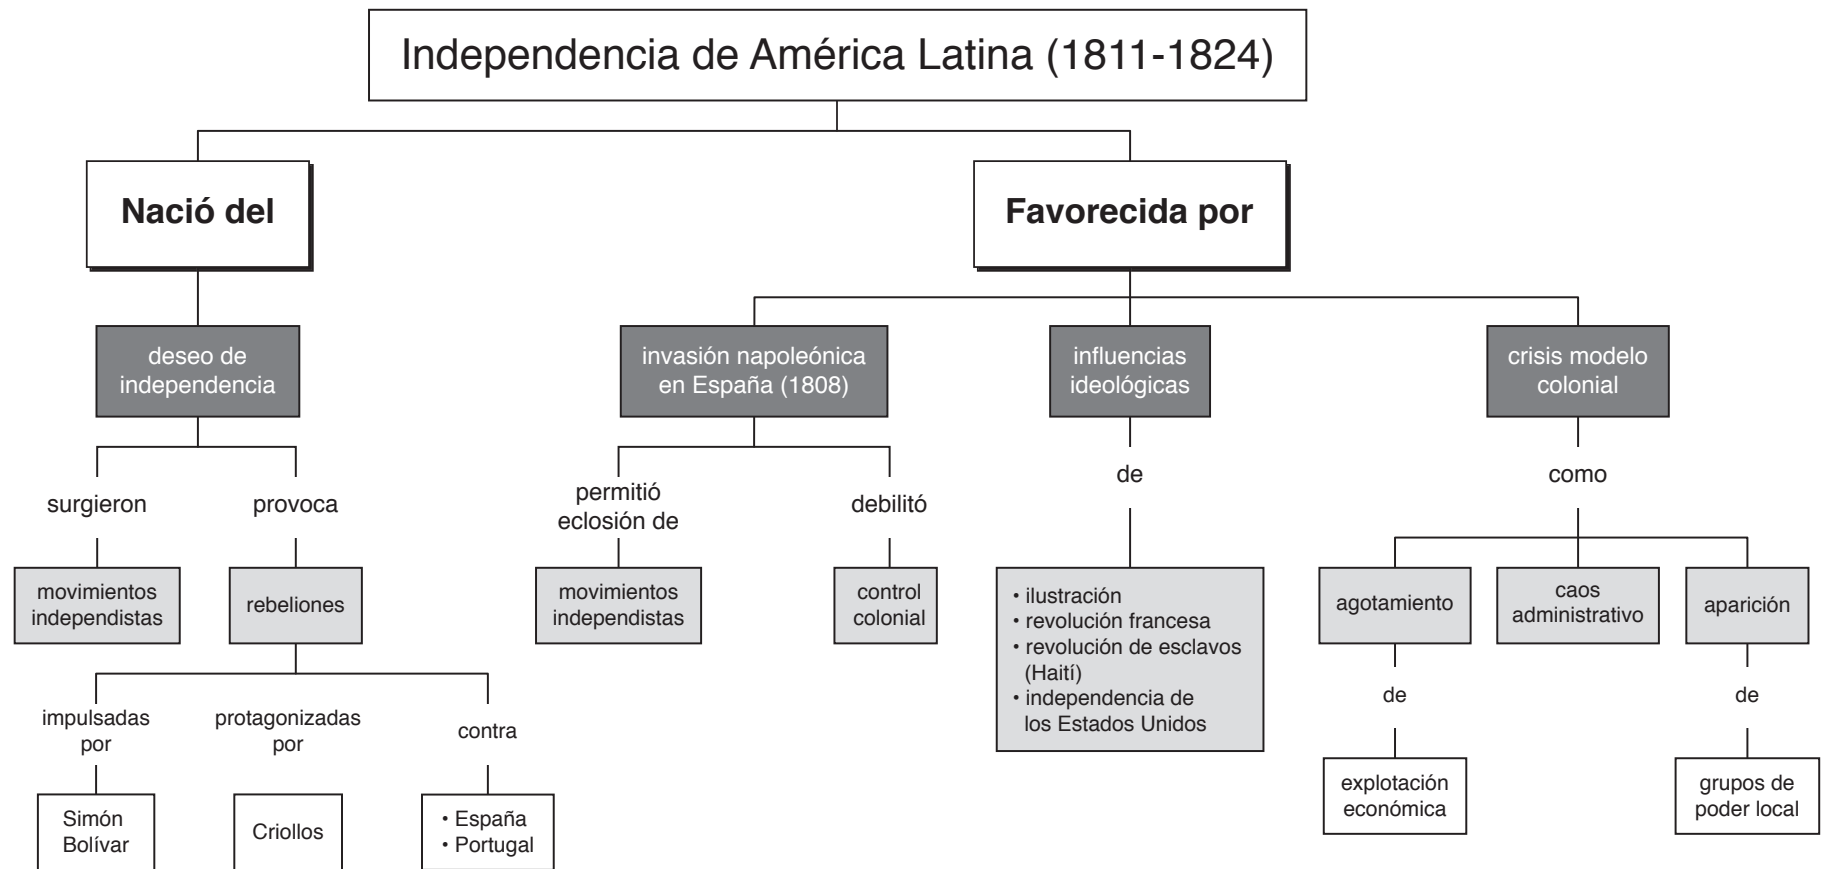 Independencia de América Latina (1811-1824)
Nació del
Favorecida por
deseo de
independencia
invasión napoleónica
en España (1808)
influencias
ideológicas
crisis modelo
colonial
surgieron
provoca
permitió
eclosión de
debilitó
de
como
movimientos
independistas
rebeliones
movimientos
independistas
control
colonial
• ilustración
• revolución francesa
• revolución de esclavos
(Haití)
• independencia de
los Estados Unidos
agotamiento
caos
administrativo
aparición
impulsadas
por
protagonizadas
por
contra
de
de
Simón
Bolívar
Criollos
• España
• Portugal
explotación
económica
grupos de
poder local